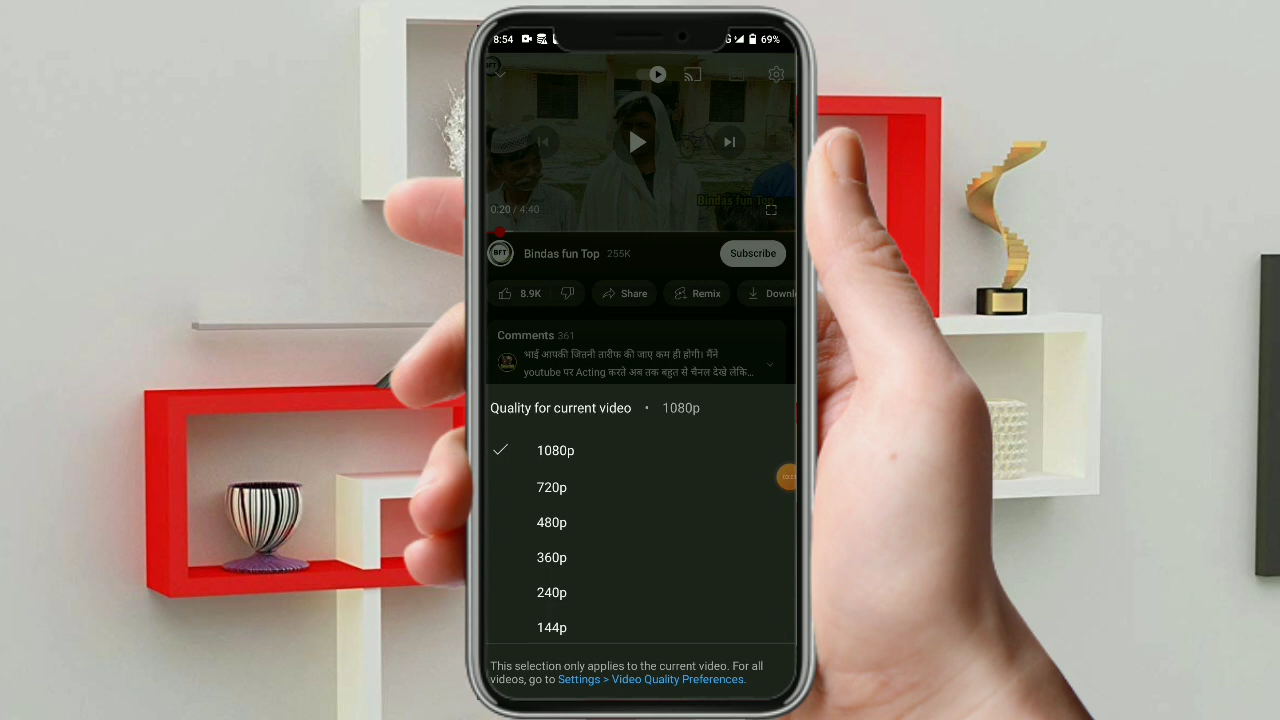 8:54
69%
Bindas fun Top
0:20 / 4:40
BFT
Bindas fun Top 255K
Subscribe
8.9K
Share
Remix
Downl
Comments 361
भाई आपकी जितनी तारीफ की जाए कम ही होगी। मैंने
youtube पर Acting करते अब तक बहुत से चैनल देखे लेकि...
Quality for current video • 1080p
1080p
720p
480p
360p
240p
144p
This selection only applies to the current video. For all
videos, go to Settings > Video Quality Preferences.